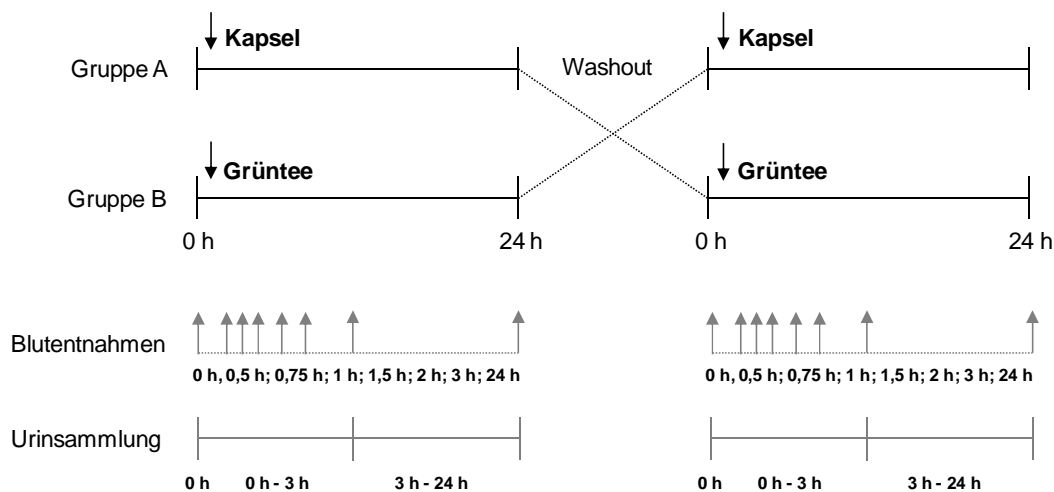 Kapsel Kapsel
Gruppe A Washout
Grüntee Grüntee
Gruppe B
0 h 24 h 0 h 24 h
Blutentnahmen
0 h, 0,5 h; 0,75 h; 1 h; 1,5 h; 2 h; 3 h; 24 h 0 h, 0,5 h; 0,75 h; 1 h; 1,5 h; 2 h; 3 h; 24 h
Urinsammlung
0 h 0 h - 3 h 3 h - 24 h 0 h 0 h - 3 h 3 h - 24 h